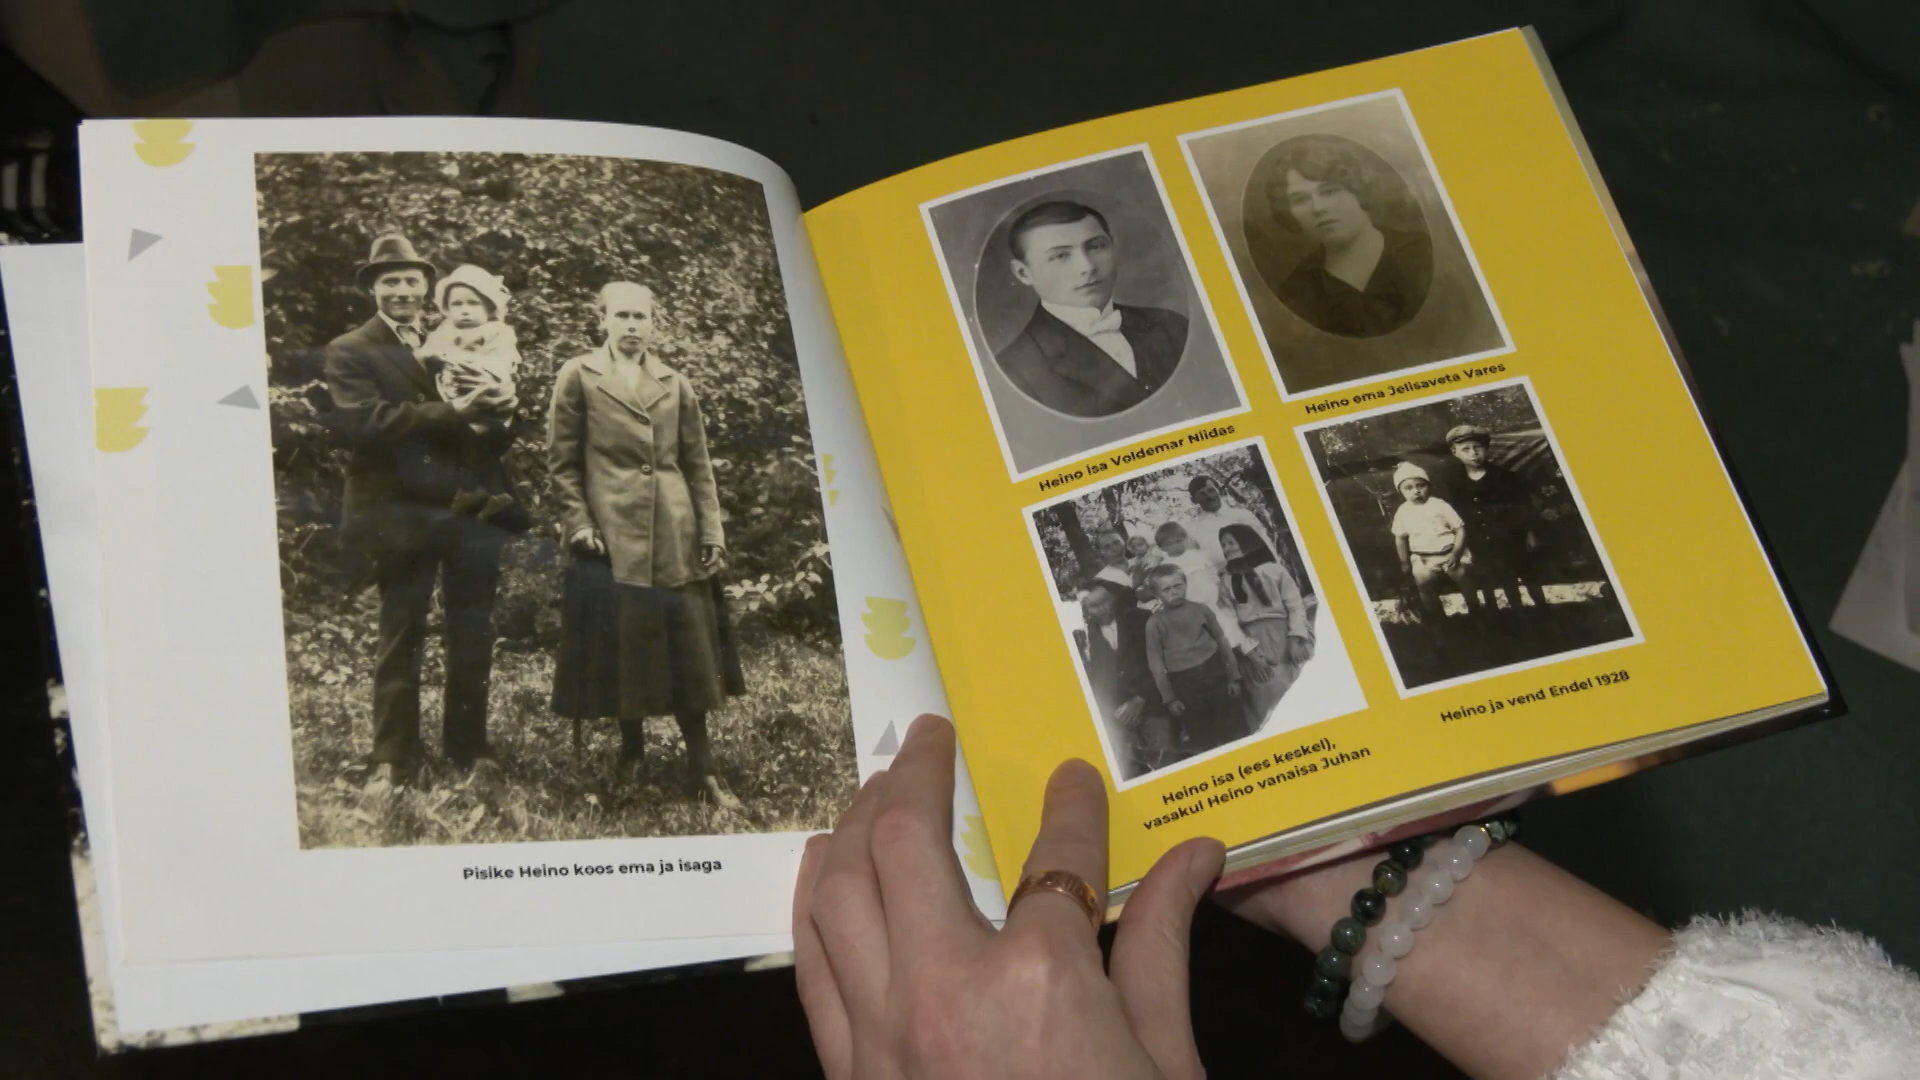 Pisike Heino koos ema ja isaga
Heino isa Voldemar Niidas
Heino ema Jelisaveta Vares
Heino isa (ees keskel),
vasakul Heino vanaisa Juhan
Heino ja vend Endel 1928